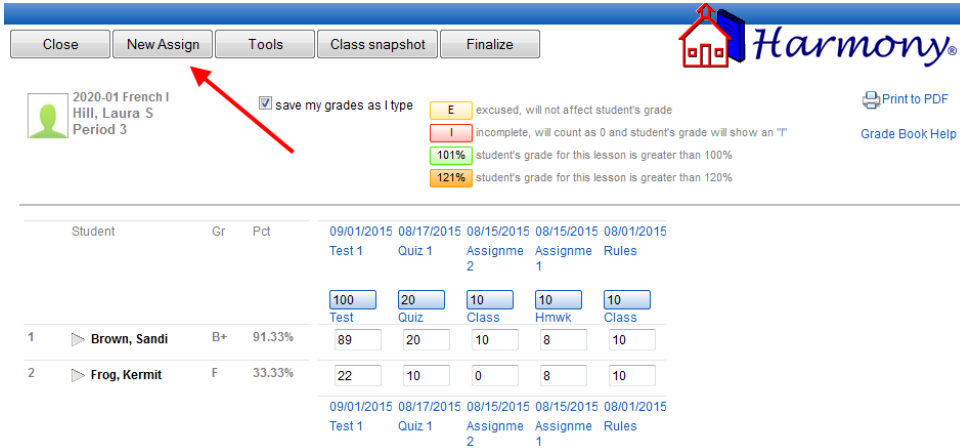 Close New Assign Tools Class snapshot Finalize Harmony®
2020-01 French I
Hill, Laura S
Period 3
save my grades as I type
E excused, will not affect student's grade
I incomplete, will count as 0 and student's grade will show an "I"
101% student's grade for this lesson is greater than 100%
121% student's grade for this lesson is greater than 120%
Print to PDF
Grade Book Help
Student Gr Pct 09/01/2015 08/17/2015 08/15/2015 08/15/2015 08/01/2015
Test 1 Quiz 1 Assignme Assignme Rules
2 1
100 20 10 10 10
Test Quiz Class Hmwk Class
1 Brown, Sandi B+ 91.33% 89 20 10 8 10
2 Frog, Kermit F 33.33% 22 10 0 8 10
09/01/2015 08/17/2015 08/15/2015 08/15/2015 08/01/2015
Test 1 Quiz 1 Assignme Assignme Rules
2 1